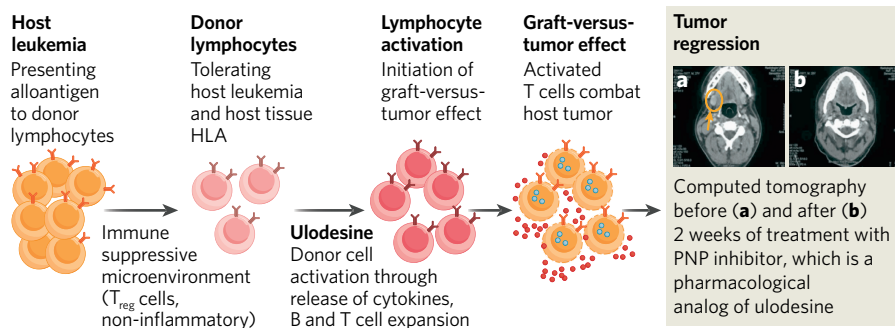 Host
leukemia
Presenting
alloantigen
to donor
lymphocytes
Immune
suppressive
microenvironment
(Treg cells,
non-inflammatory)
Donor
lymphocytes
Tolerating
host leukemia
and host tissue
HLA
Ulodesine
Donor cell
activation through
release of cytokines,
B and T cell expansion
Lymphocyte
activation
Initiation of
graft-versus-
tumor effect
Graft-versus-
tumor effect
Activated
T cells combat
host tumor
Tumor
regression
a
b
Computed tomography
before (a) and after (b)
2 weeks of treatment with
PNP inhibitor, which is a
pharmacological
analog of ulodesine